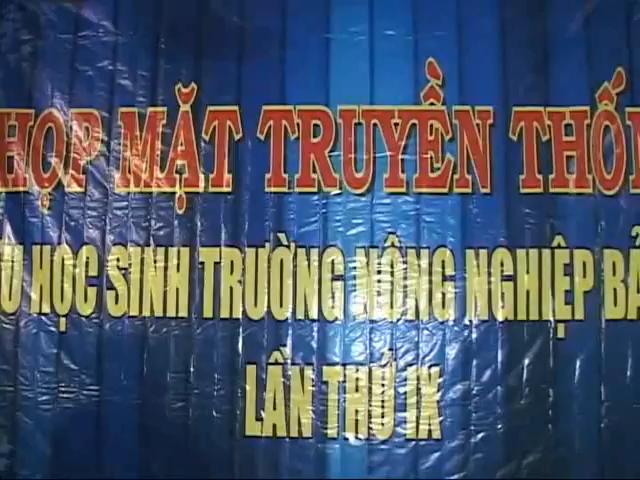 HỌP MẶT TRUYỀN THỐ
U HỌC SINH TRƯỜNG NÔNG NGHIỆP BẢ
LẦN THỨ IX